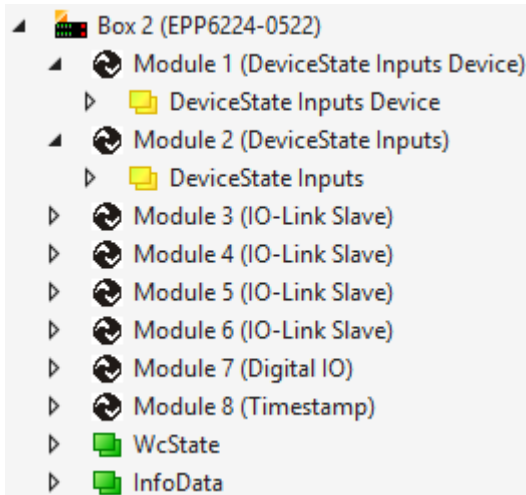 Box 2 (EPP6224-0522)
Module 1 (DeviceState Inputs Device)
DeviceState Inputs Device
Module 2 (DeviceState Inputs)
DeviceState Inputs
Module 3 (IO-Link Slave)
Module 4 (IO-Link Slave)
Module 5 (IO-Link Slave)
Module 6 (IO-Link Slave)
Module 7 (Digital IO)
Module 8 (Timestamp)
WcState
InfoData